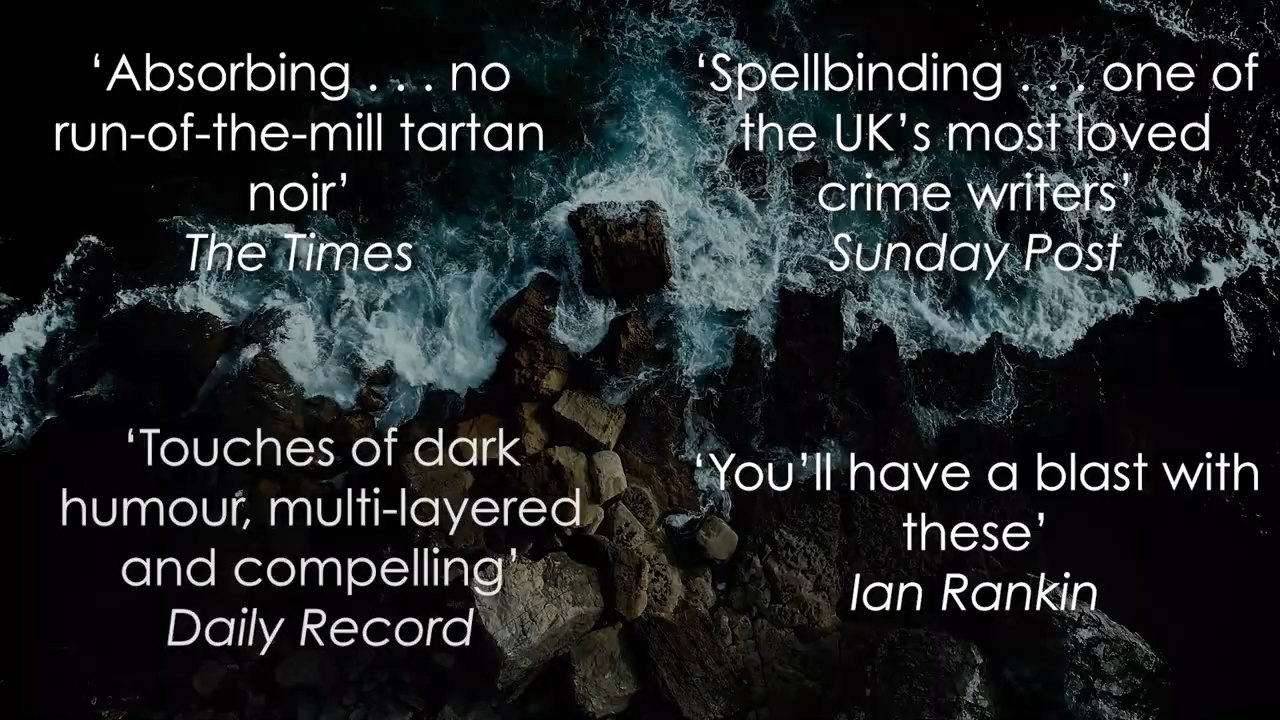 ‘Absorbing . . . no
run-of-the-mill tartan
noir’
The Times
‘Spellbinding . . . one of
the UK’s most loved
crime writers’
Sunday Post
‘Touches of dark
humour, multi-layered
and compelling’
Daily Record
‘You’ll have a blast with
these’
Ian Rankin